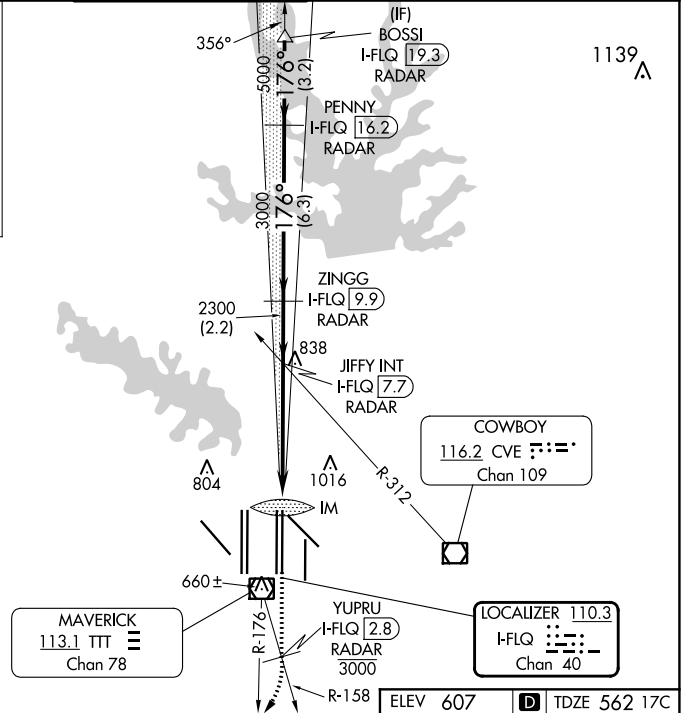 (IF)
BOSSI
I-FLQ 19.3
RADAR
356°
1139
5000
176°
(3.2)
PENNY
I-FLQ 16.2
RADAR
3000
176°
(6.3)
ZINGG
I-FLQ 9.9
RADAR
2300
(2.2)
838
JIFFY INT
I-FLQ 7.7
RADAR
COWBOY
116.2 CVE
Chan 109
R-312
804
1016
IM
660±
MAVERICK
113.1 TTT
Chan 78
R-176
YUPRU
I-FLQ 2.8
RADAR
3000
R-158
LOCALIZER 110.3
I-FLQ
Chan 40
ELEV 607
D
TDZE 562 17C